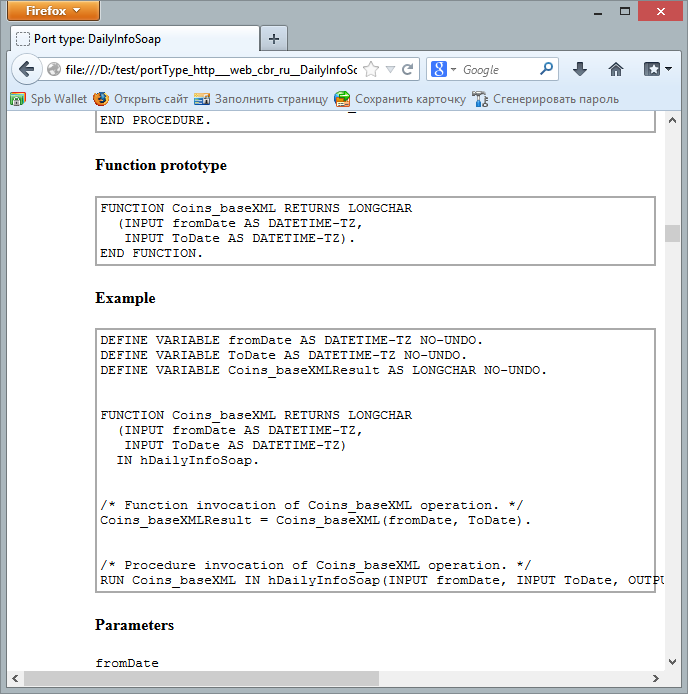 Firefox
Port type: DailyInfoSoap
file:///D:/test/portType_http___web_cbr_ru__DailyInfoSo
Google
Spb Wallet Открыть сайт Заполнить страницу Сохранить карточку Сгенерировать пароль
END PROCEDURE.
Function prototype
FUNCTION Coins_baseXML RETURNS LONGCHAR
(INPUT fromDate AS DATETIME-TZ,
INPUT ToDate AS DATETIME-TZ).
END FUNCTION.
Example
DEFINE VARIABLE fromDate AS DATETIME-TZ NO-UNDO.
DEFINE VARIABLE ToDate AS DATETIME-TZ NO-UNDO.
DEFINE VARIABLE Coins_baseXMLResult AS LONGCHAR NO-UNDO.
FUNCTION Coins_baseXML RETURNS LONGCHAR
(INPUT fromDate AS DATETIME-TZ,
INPUT ToDate AS DATETIME-TZ)
IN hDailyInfoSoap.
/* Function invocation of Coins_baseXML operation. */
Coins_baseXMLResult = Coins_baseXML(fromDate, ToDate).
/* Procedure invocation of Coins_baseXML operation. */
RUN Coins_baseXML IN hDailyInfoSoap(INPUT fromDate, INPUT ToDate, OUTPU
Parameters
fromDate